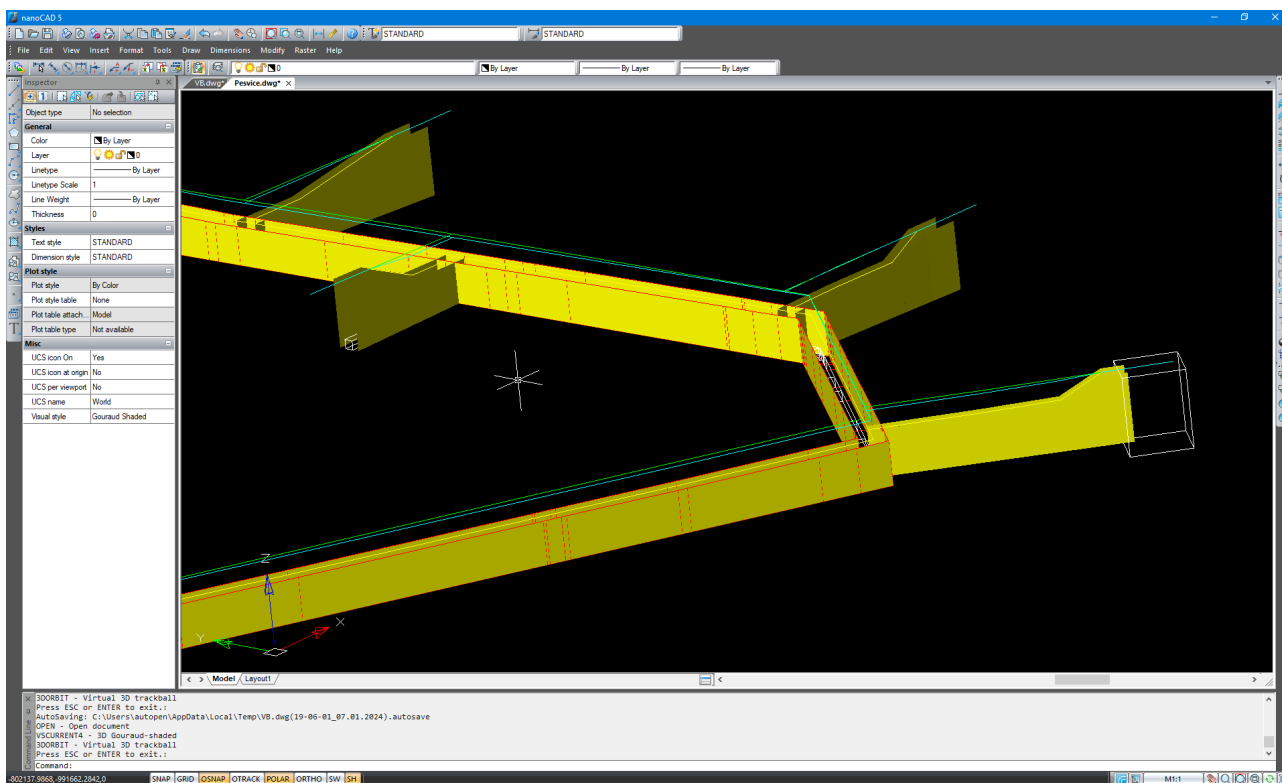 nanoCAD 5
STANDARD STANDARD
File Edit View Insert Format Tools Draw Dimensions Modify Raster Help
0 By Layer By Layer By Layer
Inspector VB.dwg* Pesvice.dwg*
Object type No selection
General
Color By Layer
Layer 0
Linetype By Layer
Linetype Scale 1
Line Weight By Layer
Thickness 0
Styles
Text style STANDARD
Dimension style STANDARD
Plot style
Plot style By Color
Plot style table None
Plot table attach... Model
Plot table type Not available
Misc
UCS icon On Yes
UCS icon at origin No
UCS per viewport No
UCS name World
Visual style Gouraud Shaded
Z
X
Y
Model Layout1
Command Line
3DORBIT - Virtual 3D trackball
Press ESC or ENTER to exit.:
AutoSaving: C:\Users\autopen\AppData\Local\Temp\VB.dwg(19-06-01_07.01.2024).autosave
OPEN - Open document
VSCURRENT4 - 3D Gouraud-shaded
3DORBIT - Virtual 3D trackball
Press ESC or ENTER to exit.:
Command:
-802137.9868,-991662.2842,0 SNAP GRID OSNAP OTRACK POLAR ORTHO SW SH M1:1